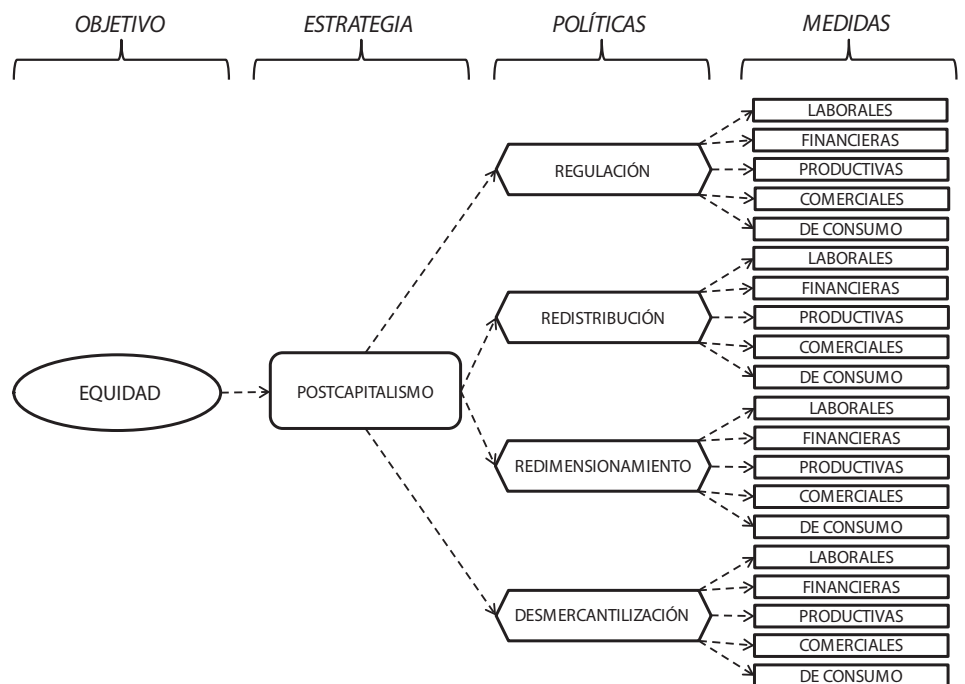 OBJETIVO
ESTRATEGIA
POLÍTICAS
MEDIDAS
EQUIDAD
POSTCAPITALISMO
REGULACIÓN
LABORALES
FINANCIERAS
PRODUCTIVAS
COMERCIALES
DE CONSUMO
REDISTRIBUCIÓN
LABORALES
FINANCIERAS
PRODUCTIVAS
COMERCIALES
DE CONSUMO
REDIMENSIONAMIENTO
LABORALES
FINANCIERAS
PRODUCTIVAS
COMERCIALES
DE CONSUMO
DESMERCANTILIZACIÓN
LABORALES
FINANCIERAS
PRODUCTIVAS
COMERCIALES
DE CONSUMO